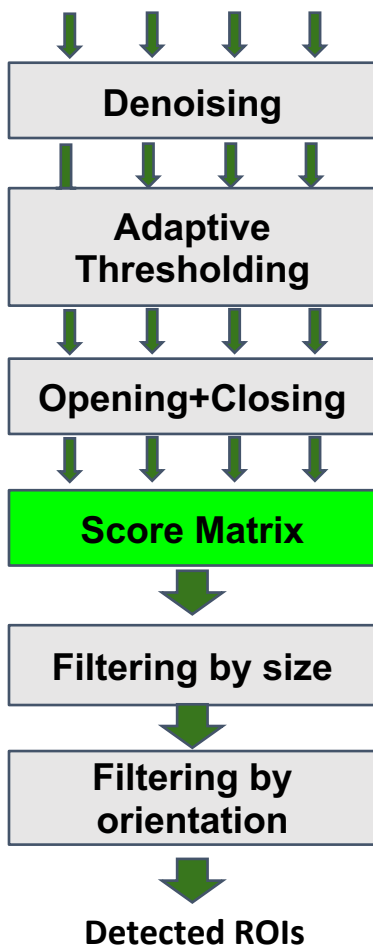 Denoising
Adaptive
Thresholding
Opening+Closing
Score Matrix
Filtering by size
Filtering by
orientation
Detected ROIs